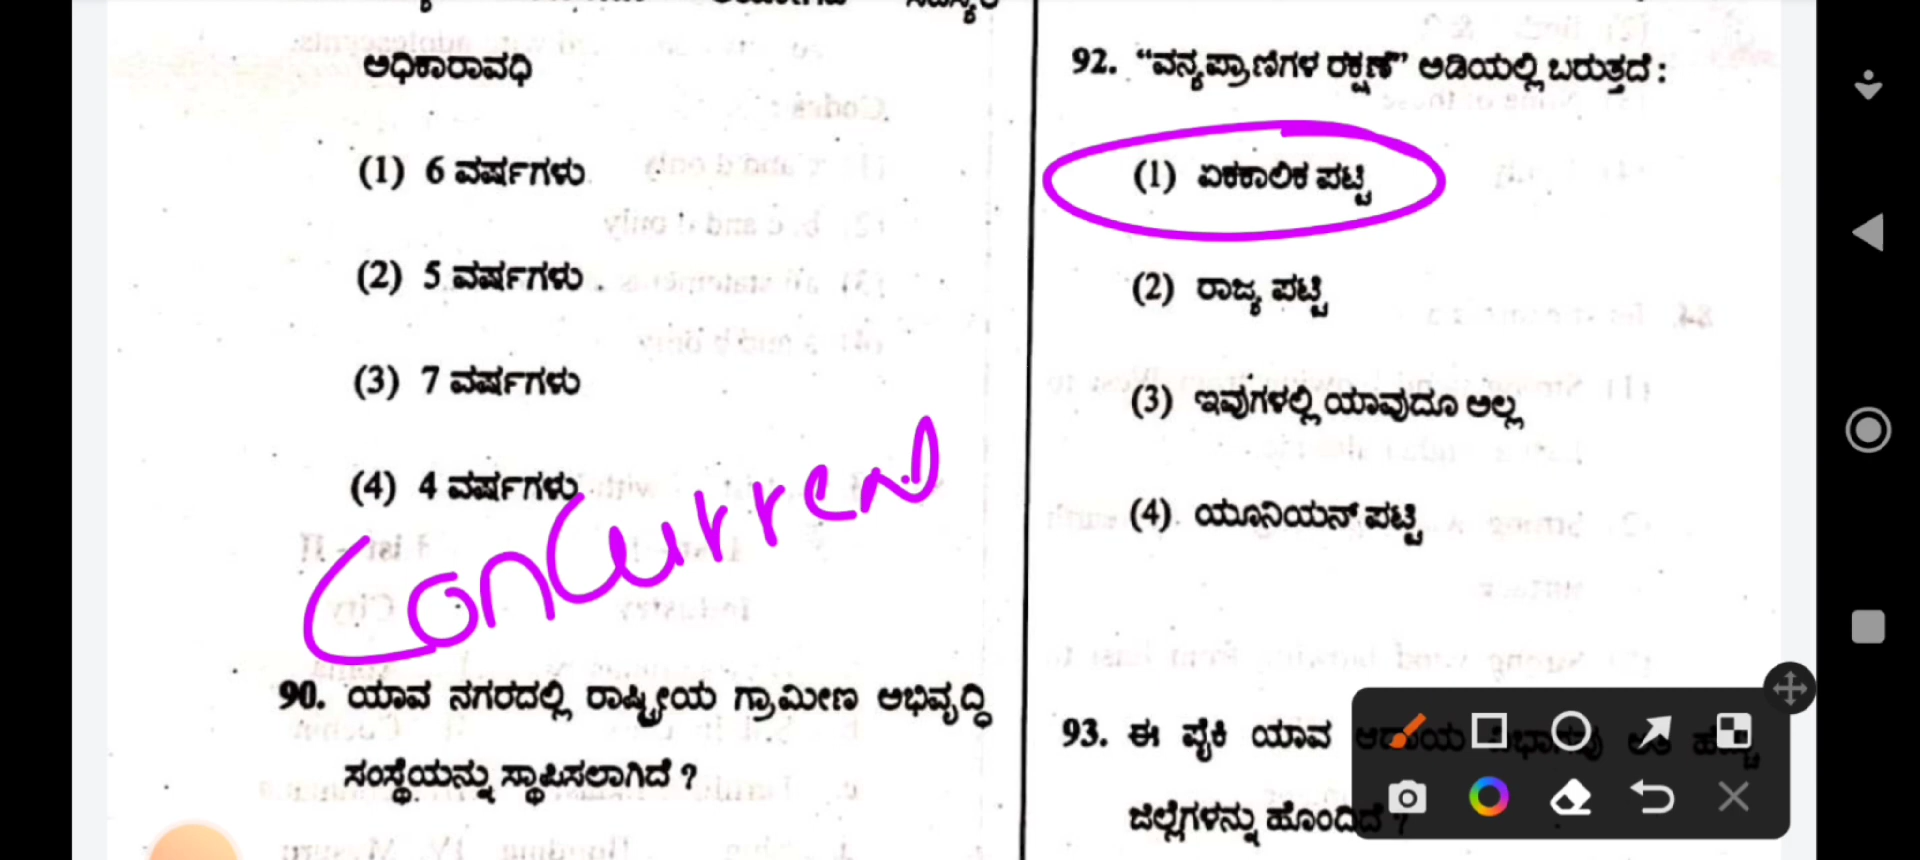 ಅಧಿಕಾರಾವಧಿ
(1) 6 ವರ್ಷಗಳು
(2) 5 ವರ್ಷಗಳು
(3) 7 ವರ್ಷಗಳು
(4) 4 ವರ್ಷಗಳು
Concurrent
90. ಯಾವ ನಗರದಲ್ಲಿ ರಾಷ್ಟ್ರೀಯ ಗ್ರಾಮೀಣ ಅಭಿವೃದ್ಧಿ
ಸಂಸ್ಥೆಯನ್ನು ಸ್ಥಾಪಿಸಲಾಗಿದೆ ?
92. “ವನ್ಯಪ್ರಾಣಿಗಳ ರಕ್ಷಣೆ” ಅಡಿಯಲ್ಲಿ ಬರುತ್ತದೆ :
(1) ಏಕಕಾಲಿಕ ಪಟ್ಟಿ
(2) ರಾಜ್ಯ ಪಟ್ಟಿ
(3) ಇವುಗಳಲ್ಲಿ ಯಾವುದೂ ಅಲ್ಲ
(4) ಯೂನಿಯನ್ ಪಟ್ಟಿ
93. ಈ ಪೈಕಿ ಯಾವ
ಜಿಲ್ಲೆಗಳನ್ನು ಹೊಂದಿದೆ ?